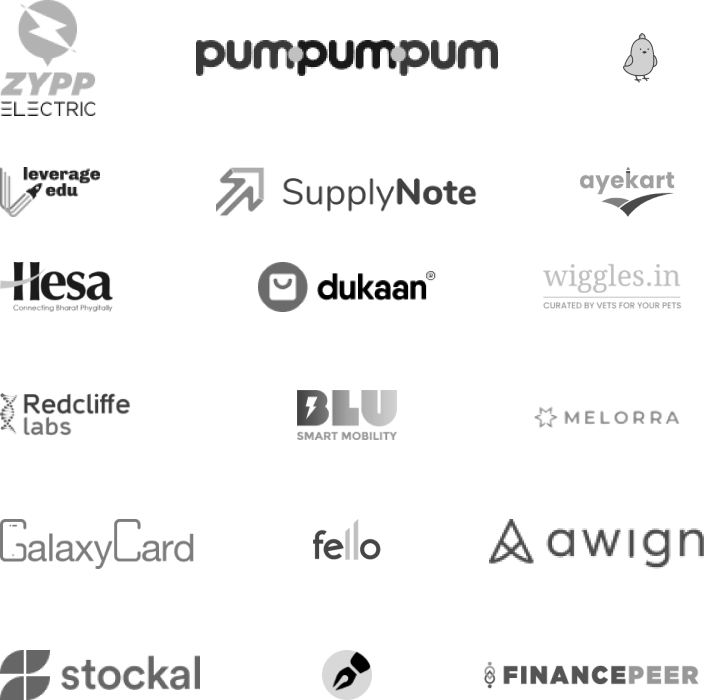 ZYPP
ELECTRIC
pumpumpum
leverage
edu
SupplyNote
ayekart
Hesa
Connecting Bharat Phygitally
dukaan®
wiggles.in
CURATED BY VETS FOR YOUR PETS
Redcliffe
labs
BLU
SMART MOBILITY
MELORRA
GalaxyCard
fello
awign
stockal
FINANCEPEER